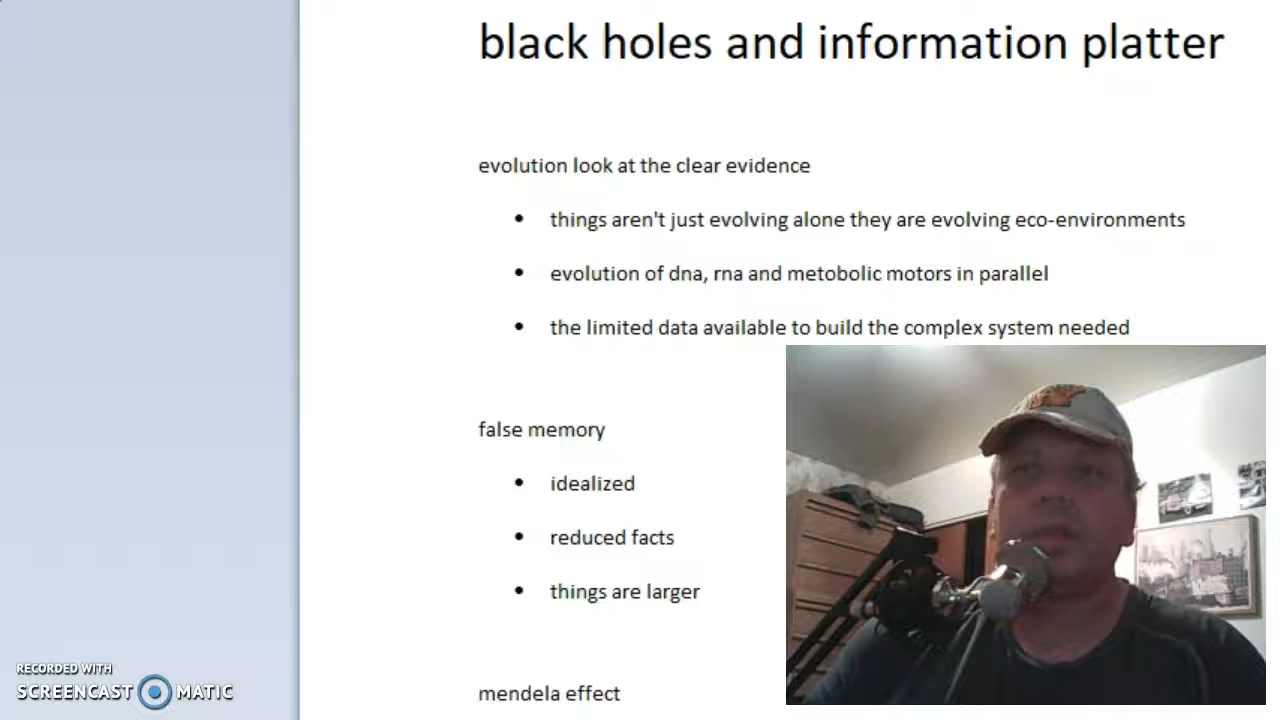 black holes and information platter
evolution look at the clear evidence
• things aren't just evolving alone they are evolving eco-environments
• evolution of dna, rna and metobolic motors in parallel
• the limited data available to build the complex system needed
false memory
• idealized
• reduced facts
• things are larger
mendela effect
RECORDED WITH
SCREENCAST MATIC